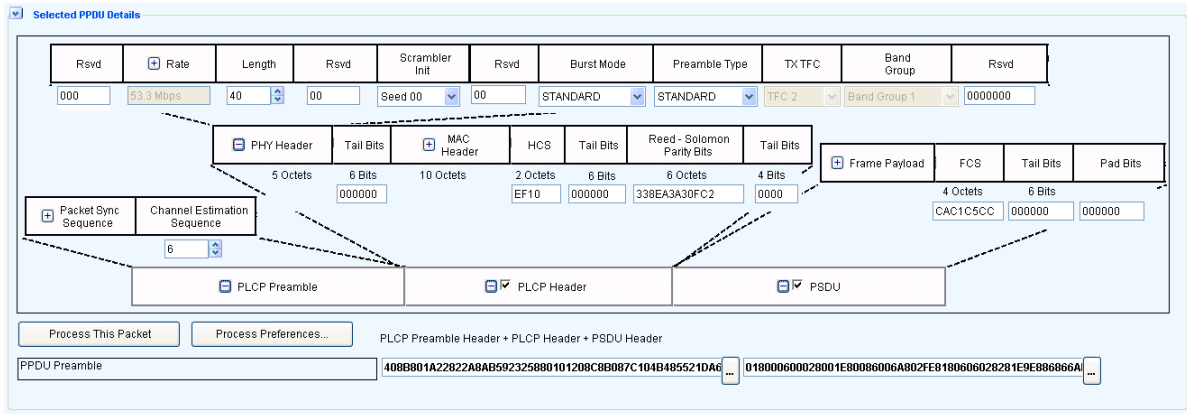 Selected PPDU Details
Rsvd Rate Length Rsvd Scrambler Init Rsvd Burst Mode Preamble Type TX TFC Band Group Rsvd
000 53.3 Mbps 40 00 Seed 00 00 STANDARD STANDARD TFC 2 Band Group 1 0000000
PHY Header Tail Bits MAC Header HCS Tail Bits Reed - Solomon Parity Bits Tail Bits
5 Octets 6 Bits 10 Octets 2 Octets 6 Bits 6 Octets 4 Bits
000000 EF10 000000 338EA3A30FC2 0000
Frame Payload FCS Tail Bits Pad Bits
4 Octets 6 Bits
CAC1C5CC 000000 000000
Packet Sync Sequence Channel Estimation Sequence
6
PLCP Preamble PLCP Header PSDU
Process This Packet Process Preferences... PLCP Preamble Header + PLCP Header + PSDU Header
PPDU Preamble 408B801A22822A8AB592325880101208C8B087C104B485521DA6 ... 018000600028001E80086006A802FE8180606028281E9E886866A ...